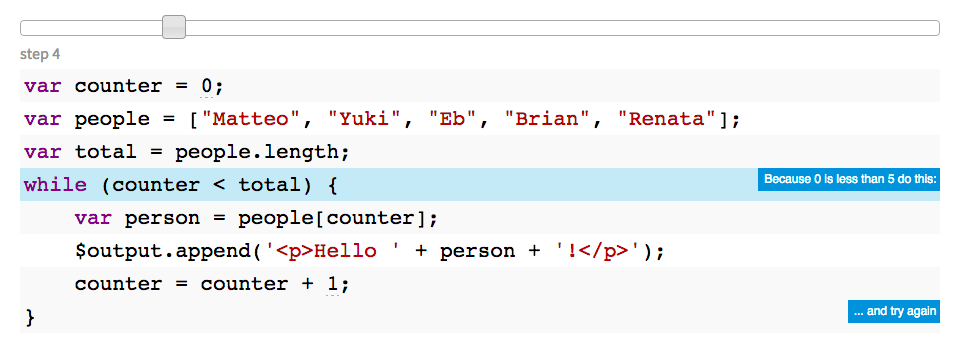 step 4
var counter = 0;
var people = ["Matteo", "Yuki", "Eb", "Brian", "Renata"];
var total = people.length;
while (counter < total) {
Because 0 is less than 5 do this:
    var person = people[counter];
    $output.append('<p>Hello ' + person + '!</p>');
    counter = counter + 1;
}
... and try again